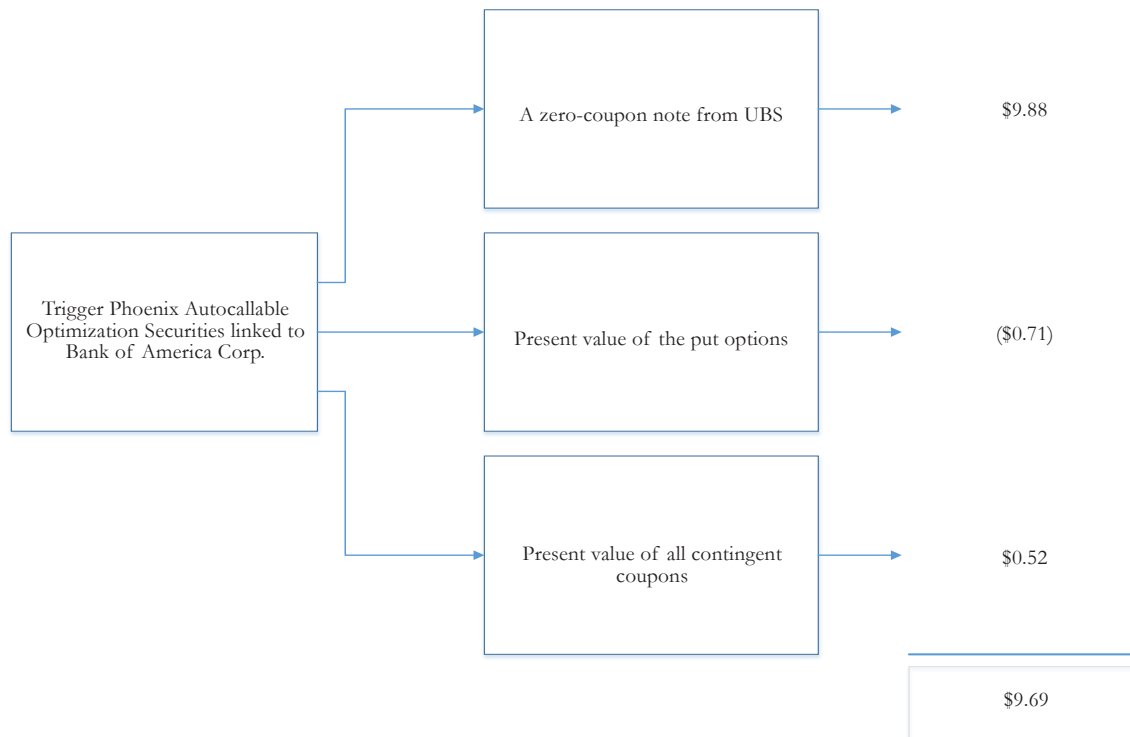 A zero-coupon note from UBS
$9.88
Trigger Phoenix Autocallable
Optimization Securities linked to
Bank of America Corp.
Present value of the put options
($0.71)
Present value of all contingent
coupons
$0.52
$9.69